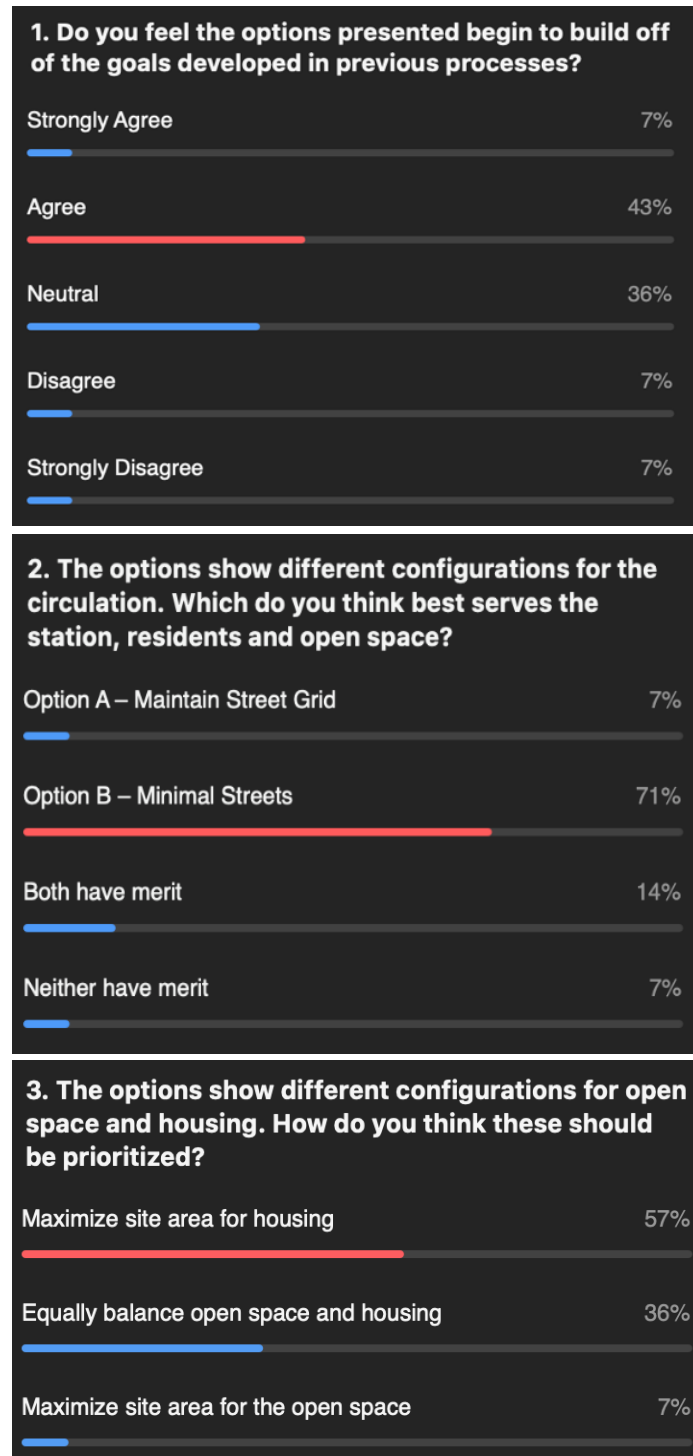 1. Do you feel the options presented begin to build off
of the goals developed in previous processes?
Strongly Agree 7%
Agree 43%
Neutral 36%
Disagree 7%
Strongly Disagree 7%
2. The options show different configurations for the
circulation. Which do you think best serves the
station, residents and open space?
Option A – Maintain Street Grid 7%
Option B – Minimal Streets 71%
Both have merit 14%
Neither have merit 7%
3. The options show different configurations for open
space and housing. How do you think these should
be prioritized?
Maximize site area for housing 57%
Equally balance open space and housing 36%
Maximize site area for the open space 7%